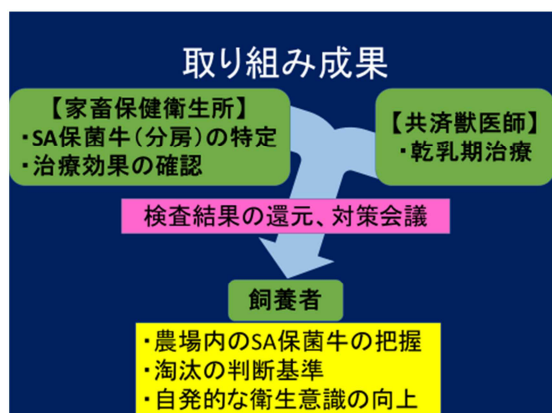 取り組み成果
【家畜保健衛生所】
・SA保菌牛(分房)の特定
・治療効果の確認
【共済獣医師】
・乾乳期治療
検査結果の還元、対策会議
飼養者
・農場内のSA保菌牛の把握
・淘汰の判断基準
・自発的な衛生意識の向上